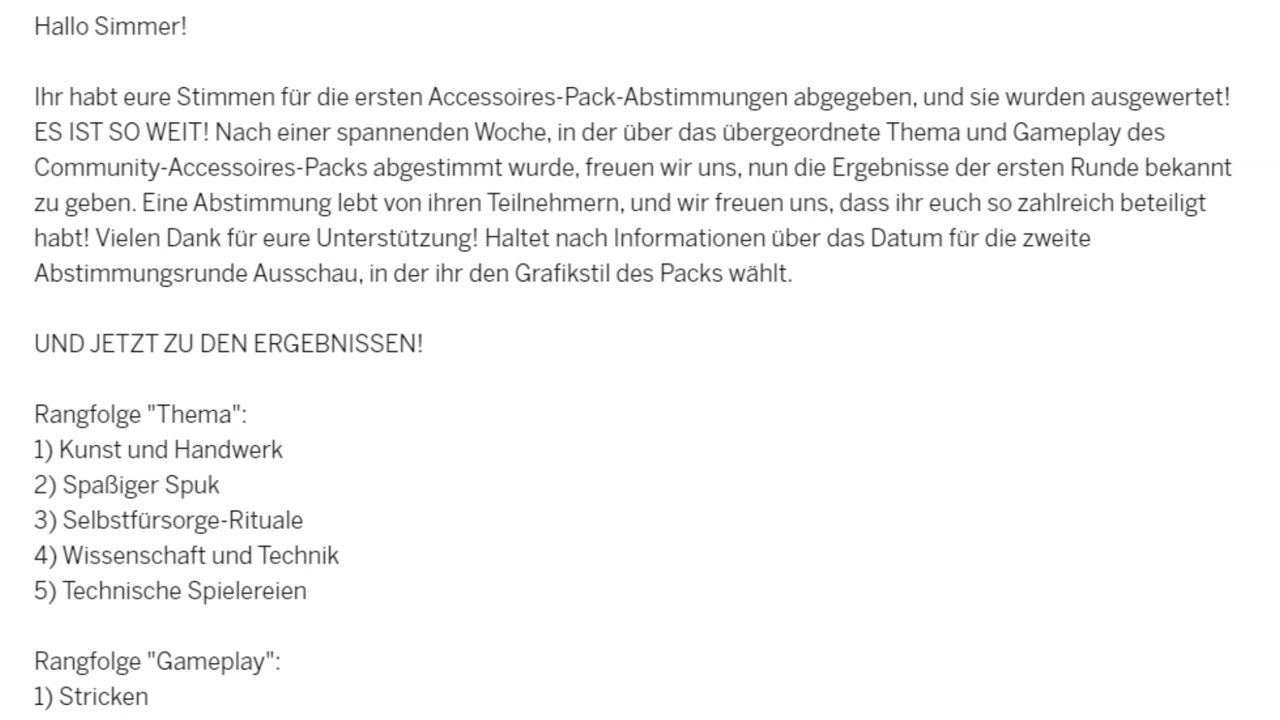 Hallo Simmer!
Ihr habt eure Stimmen für die ersten Accessoires-Pack-Abstimmungen abgegeben, und sie wurden ausgewertet!
ES IST SO WEIT! Nach einer spannenden Woche, in der über das übergeordnete Thema und Gameplay des
Community-Accessoires-Packs abgestimmt wurde, freuen wir uns, nun die Ergebnisse der ersten Runde bekannt
zu geben. Eine Abstimmung lebt von ihren Teilnehmern, und wir freuen uns, dass ihr euch so zahlreich beteiligt
habt! Vielen Dank für eure Unterstützung! Haltet nach Informationen über das Datum für die zweite
Abstimmungsrunde Ausschau, in der ihr den Grafikstil des Packs wählt.
UND JETZT ZU DEN ERGEBNISSEN!
Rangfolge "Thema":
1) Kunst und Handwerk
2) Spaßiger Spuk
3) Selbstfürsorge-Rituale
4) Wissenschaft und Technik
5) Technische Spielereien
Rangfolge "Gameplay":
1) Stricken